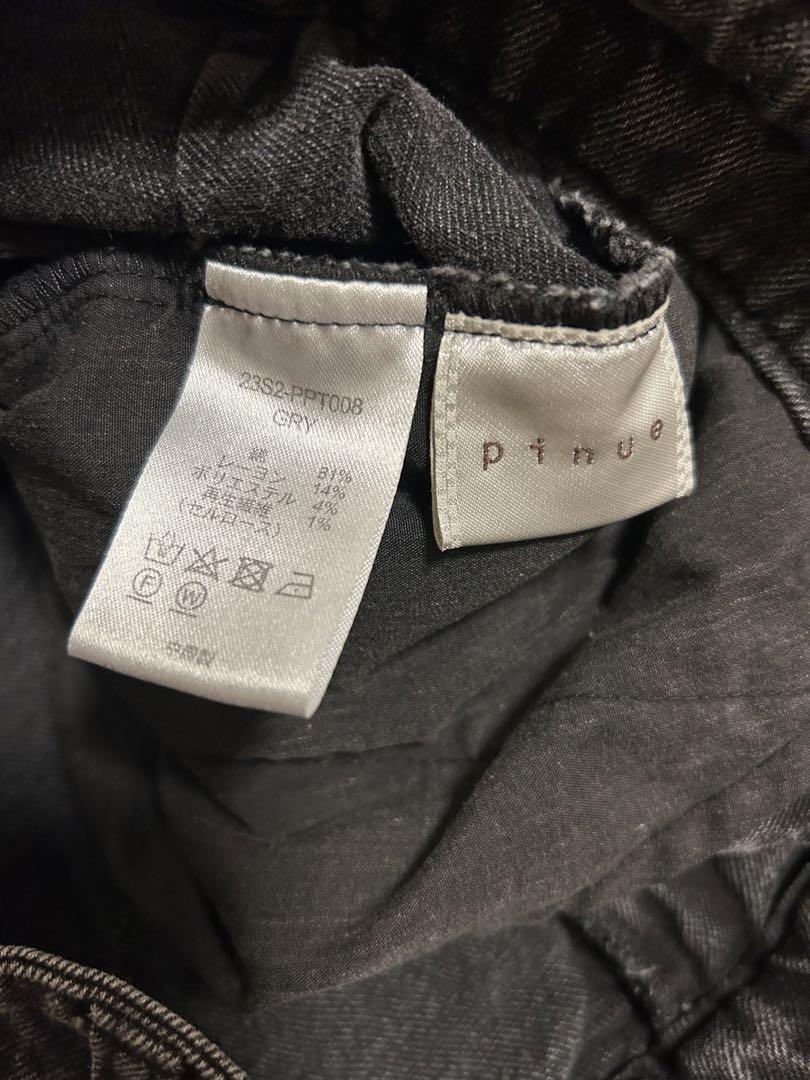 23S2-PPT008
GRY
綿 81%
レーヨン 14%
ポリエステル 4%
再生繊維
(セルロース) 1%
F W
中国製
pinue